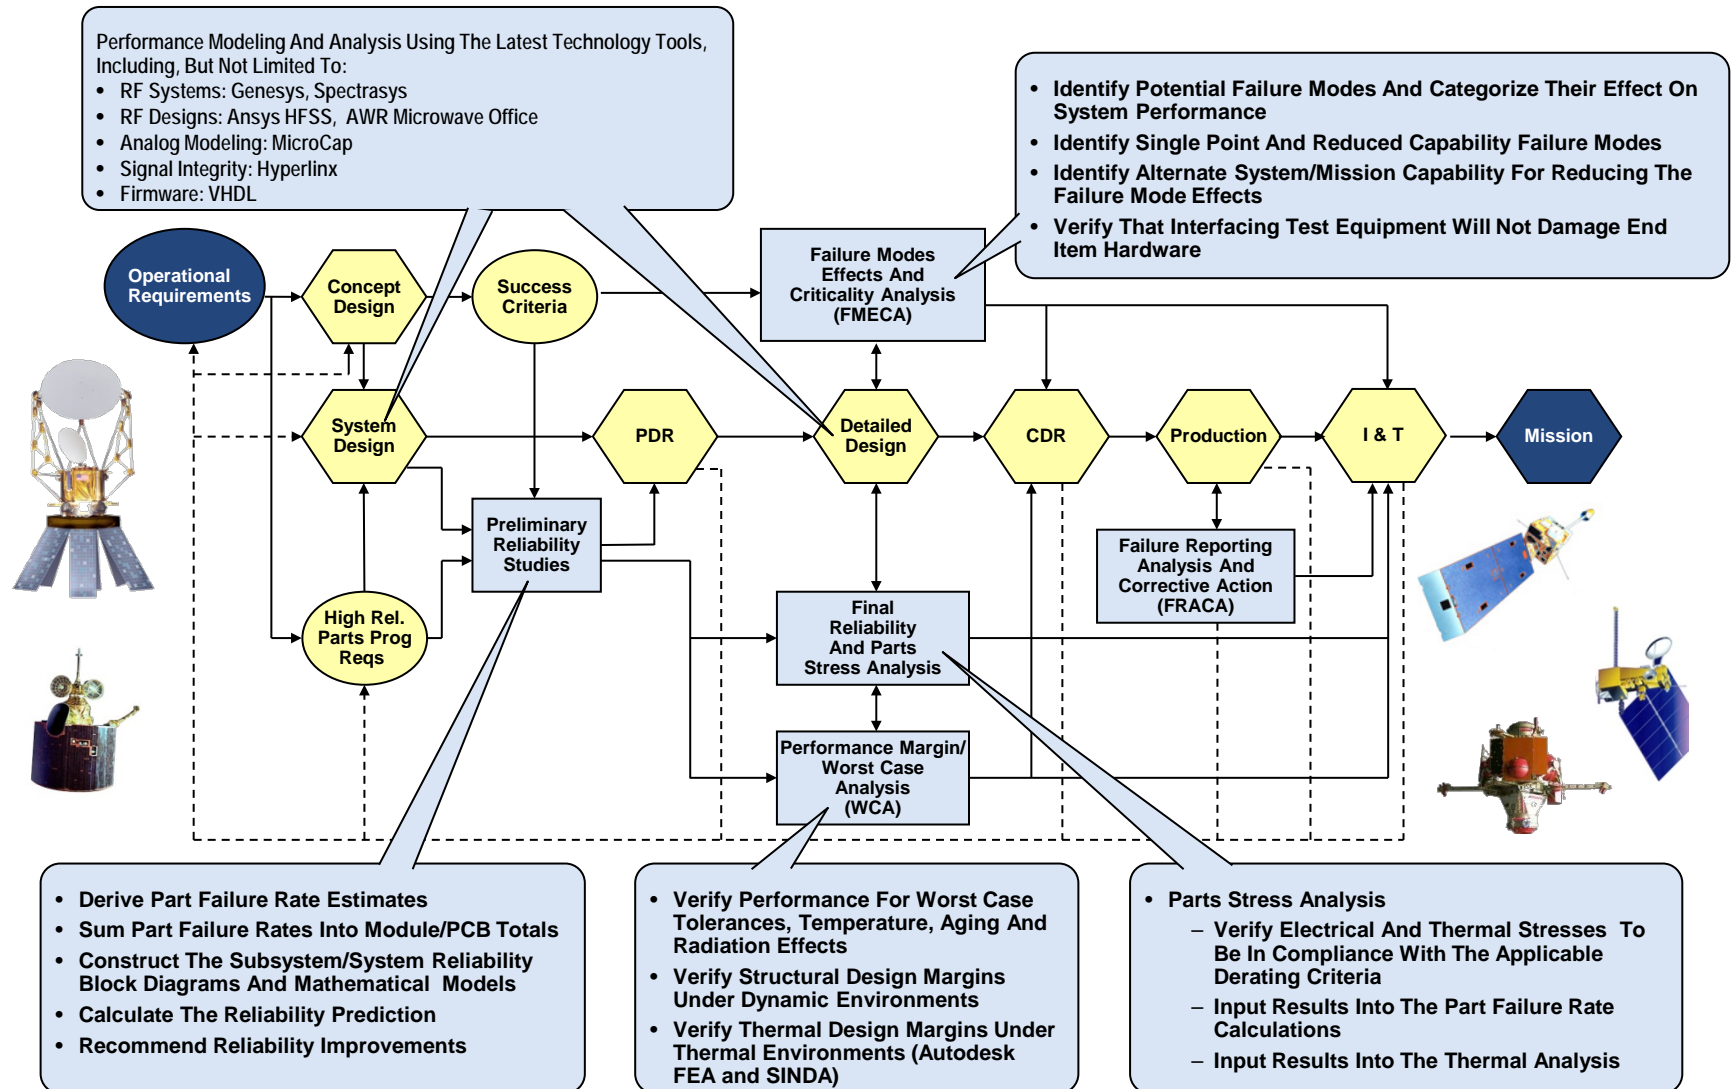 Performance Modeling And Analysis Using The Latest Technology Tools,
Including, But Not Limited To:
• RF Systems: Genesys, Spectrasys
• RF Designs: Ansys HFSS, AWR Microwave Office
• Analog Modeling: MicroCap
• Signal Integrity: Hyperlinx
• Firmware: VHDL
• Identify Potential Failure Modes And Categorize Their Effect On
System Performance
• Identify Single Point And Reduced Capability Failure Modes
• Identify Alternate System/Mission Capability For Reducing The
Failure Mode Effects
• Verify That Interfacing Test Equipment Will Not Damage End
Item Hardware
Operational
Requirements
Concept
Design
Success
Criteria
Failure Modes
Effects And
Criticality Analysis
(FMECA)
System
Design
PDR
Detailed
Design
CDR
Production
I & T
Mission
Preliminary
Reliability
Studies
Failure Reporting
Analysis And
Corrective Action
(FRACA)
High Rel.
Parts Prog
Reqs
Final
Reliability
And Parts
Stress Analysis
Performance Margin/
Worst Case
Analysis
(WCA)
• Derive Part Failure Rate Estimates
• Sum Part Failure Rates Into Module/PCB Totals
• Construct The Subsystem/System Reliability
Block Diagrams And Mathematical Models
• Calculate The Reliability Prediction
• Recommend Reliability Improvements
• Verify Performance For Worst Case
Tolerances, Temperature, Aging And
Radiation Effects
• Verify Structural Design Margins
Under Dynamic Environments
• Verify Thermal Design Margins Under
Thermal Environments (Autodesk
FEA and SINDA)
• Parts Stress Analysis
– Verify Electrical And Thermal Stresses To
Be In Compliance With The Applicable
Derating Criteria
– Input Results Into The Part Failure Rate
Calculations
– Input Results Into The Thermal Analysis